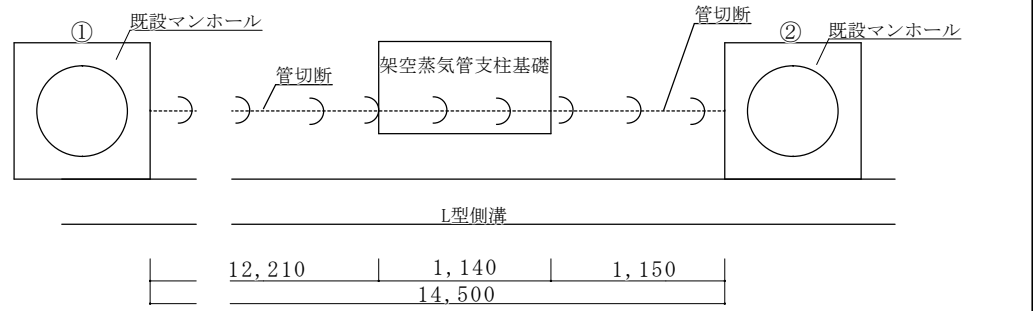 ① 既設マンホール
管切断
架空蒸気管支柱基礎
管切断
② 既設マンホール
L型側溝
12,210 1,140 1,150
14,500